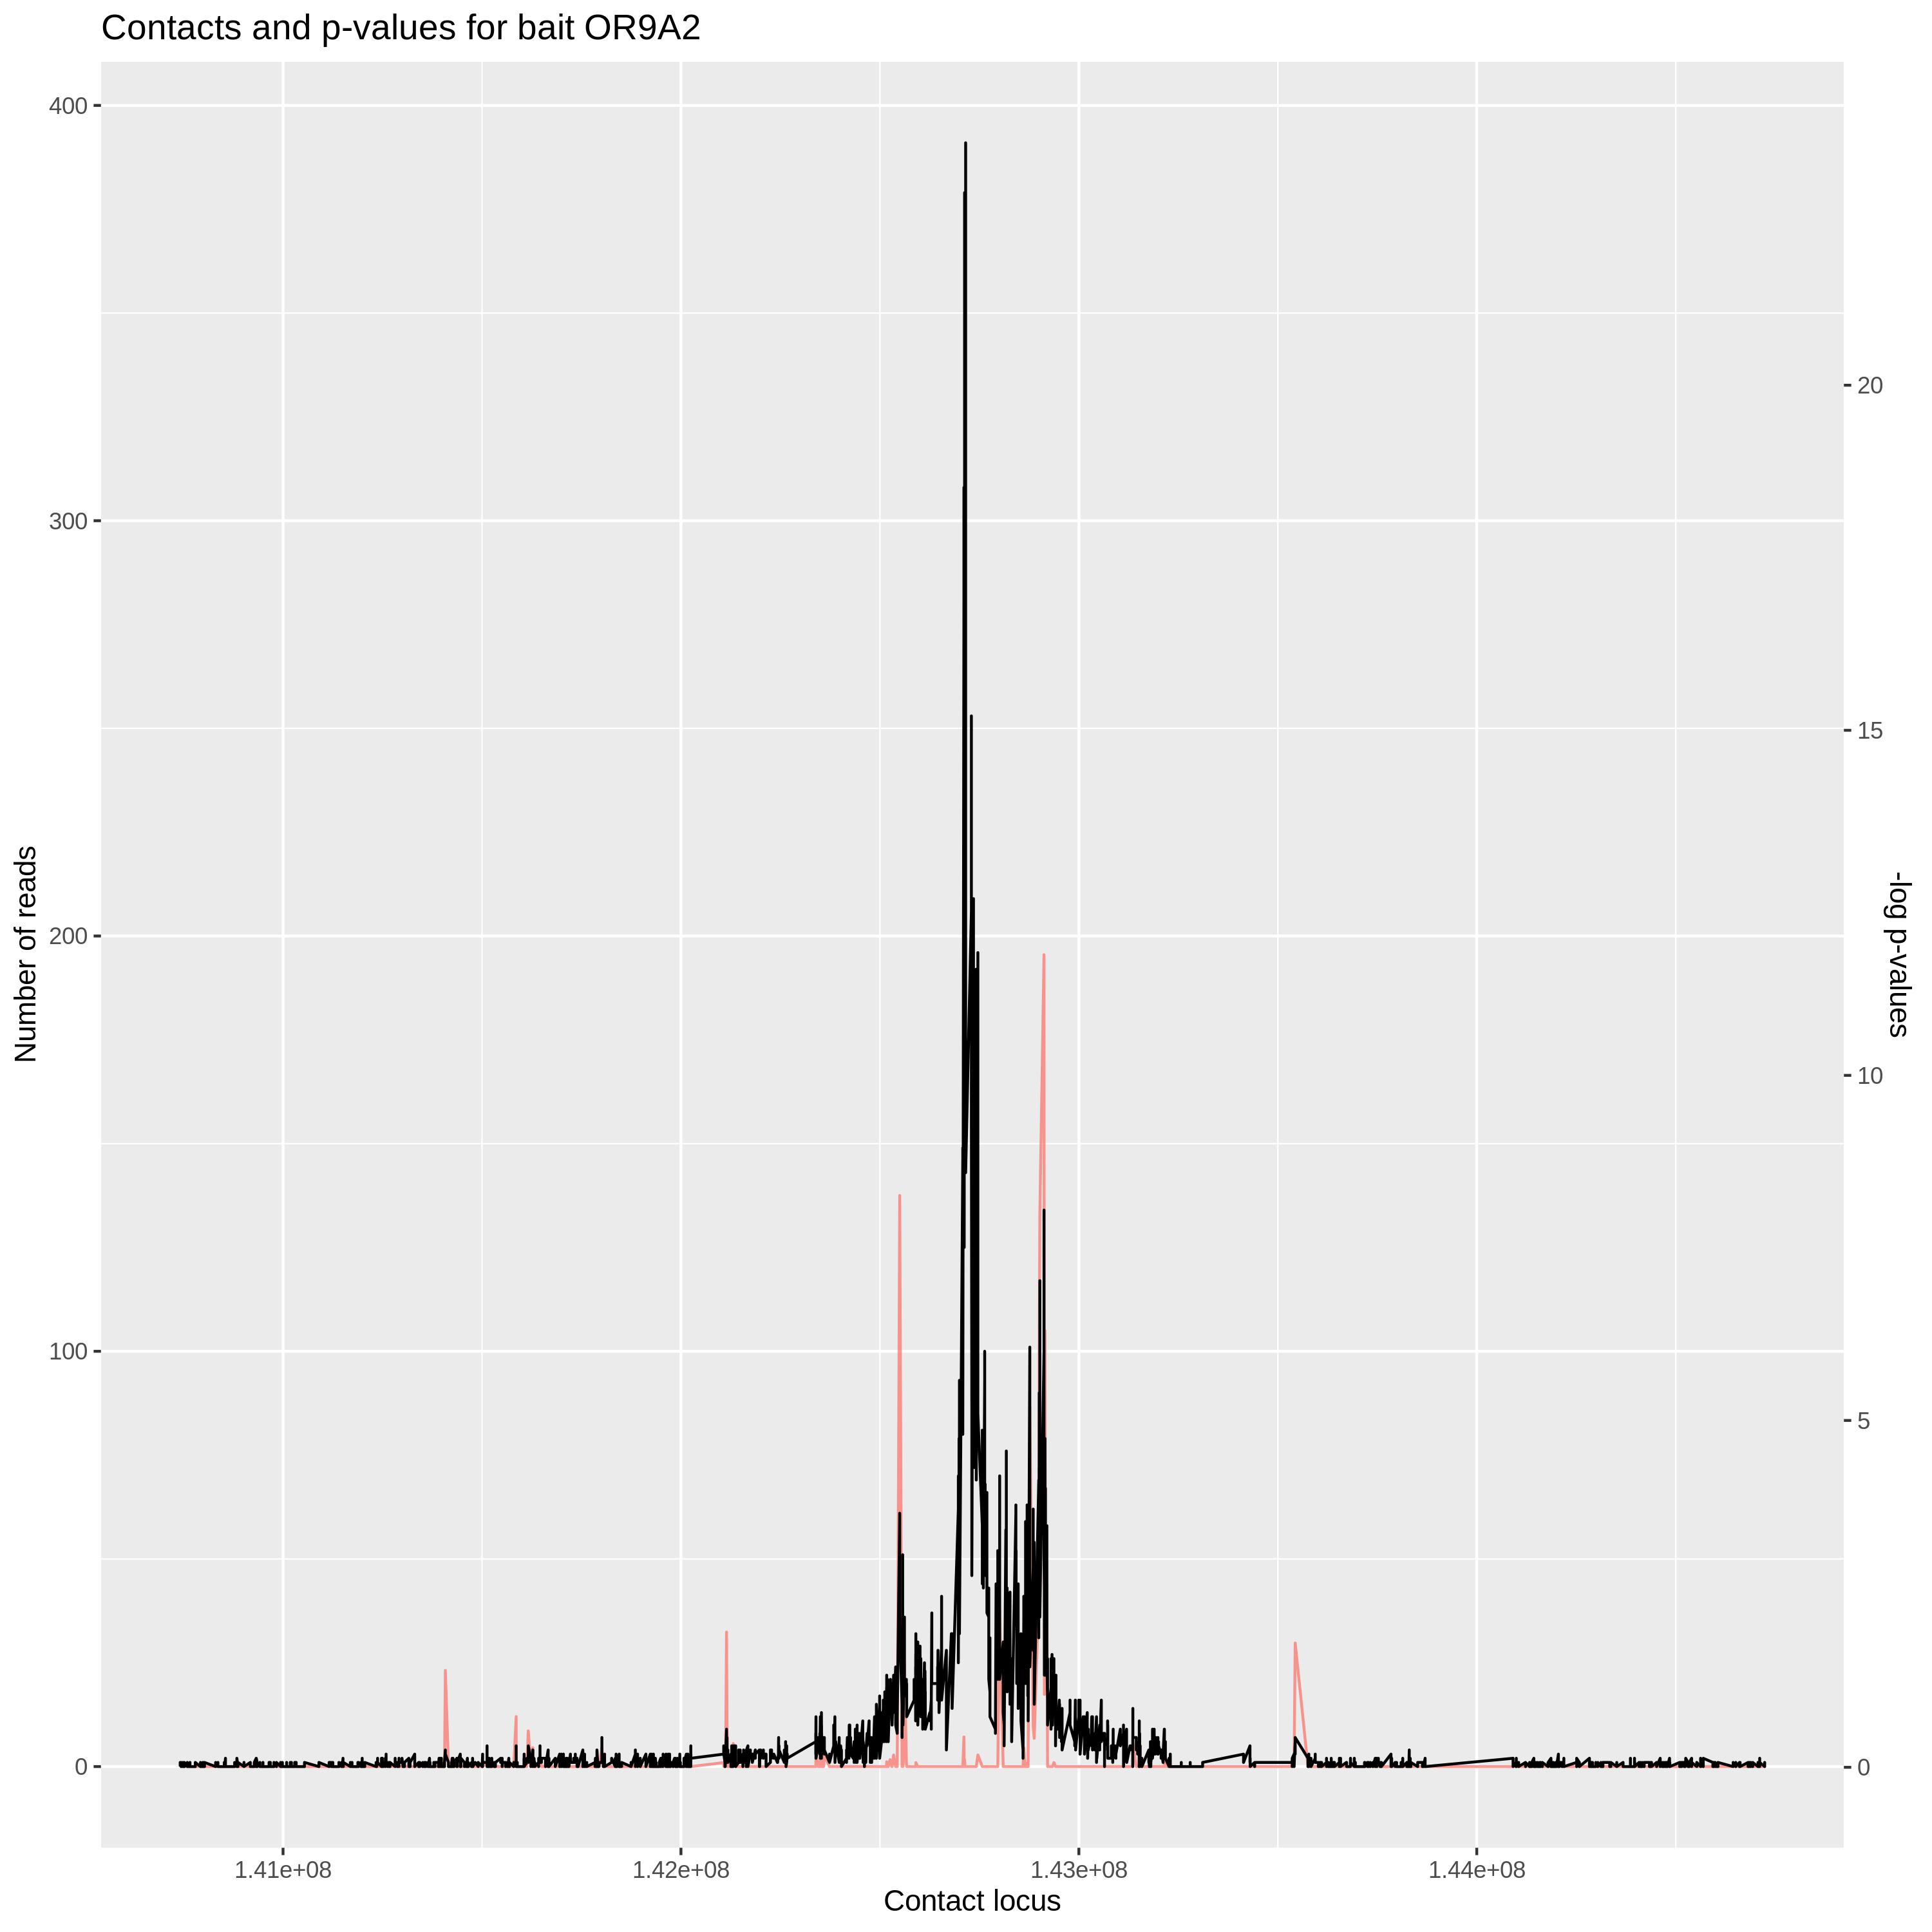 Contacts and p-values for bait OR9A2
400
300
200
100
0
Number of reads
20
15
10
5
0
-log p-values
1.41e+08
1.42e+08
1.43e+08
1.44e+08
Contact locus